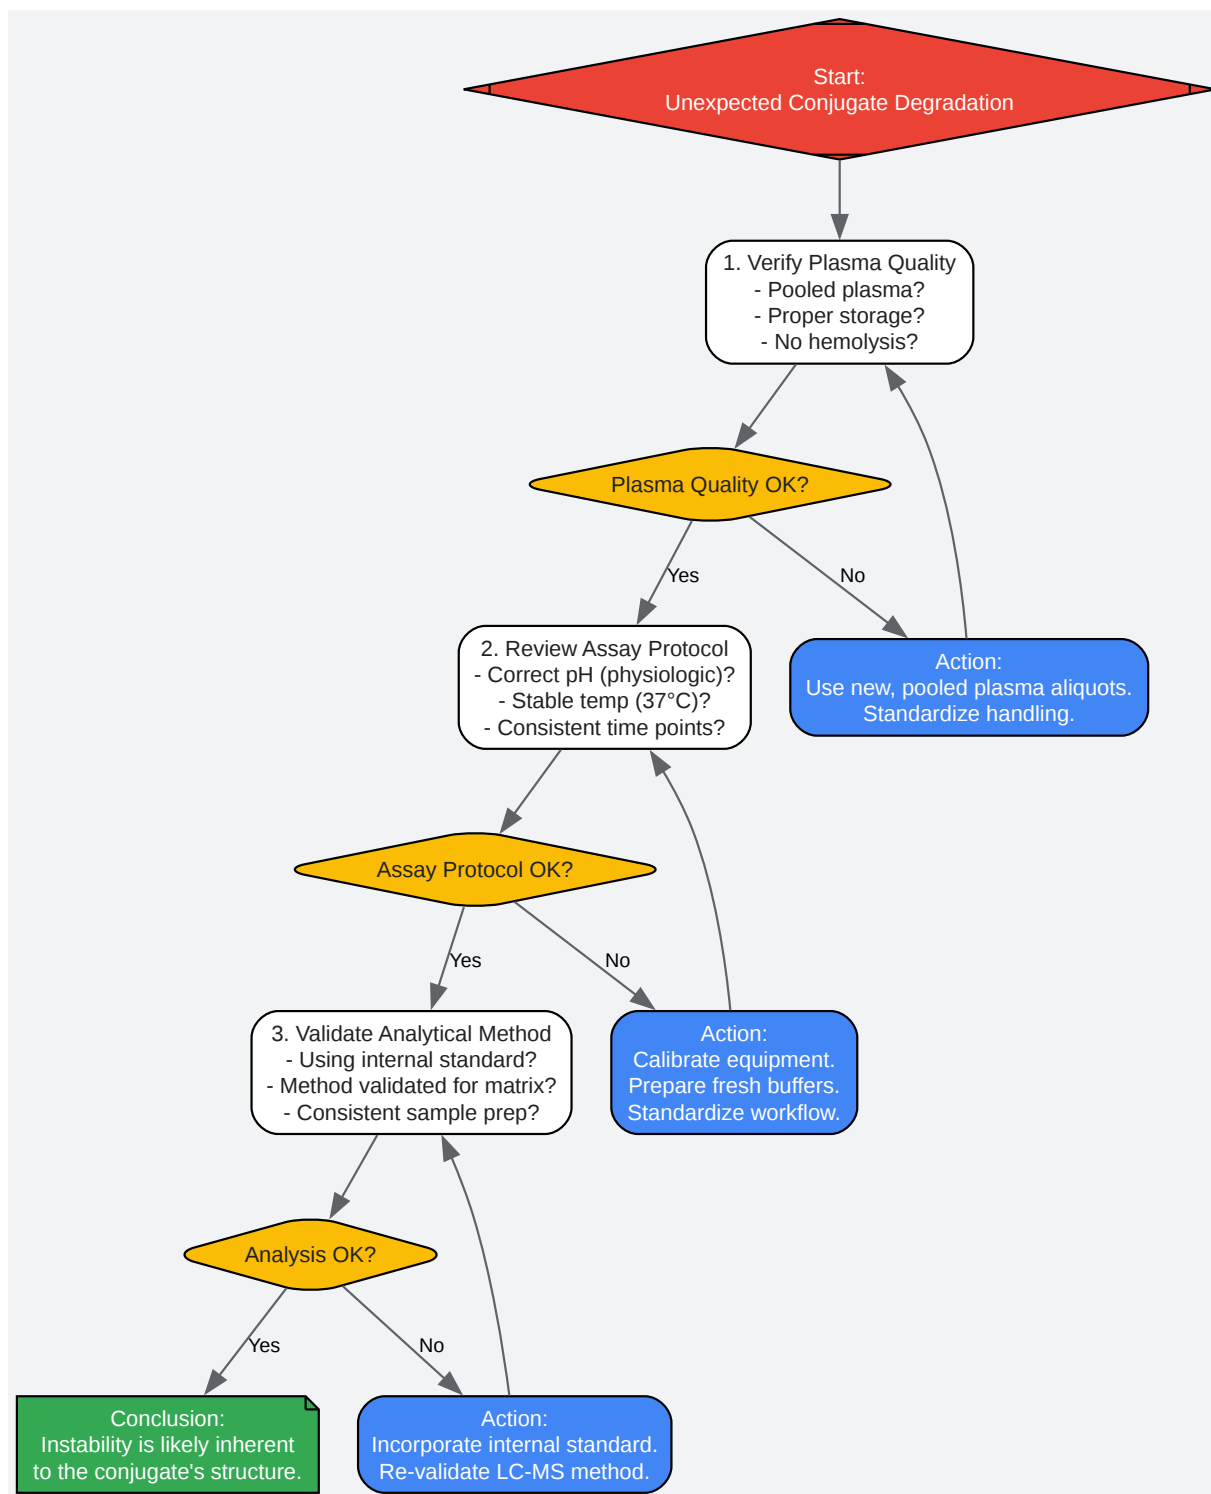 Start:
Unexpected Conjugate Degradation
1. Verify Plasma Quality
- Pooled plasma?
- Proper storage?
- No hemolysis?
Plasma Quality OK?
Yes
No
2. Review Assay Protocol
- Correct pH (physiologic)?
- Stable temp (37°C)?
- Consistent time points?
Action:
Use new, pooled plasma aliquots.
Standardize handling.
Assay Protocol OK?
Yes
No
3. Validate Analytical Method
- Using internal standard?
- Method validated for matrix?
- Consistent sample prep?
Action:
Calibrate equipment.
Prepare fresh buffers.
Standardize workflow.
Analysis OK?
Yes
No
Conclusion:
Instability is likely inherent
to the conjugate's structure.
Action:
Incorporate internal standard.
Re-validate LC-MS method.